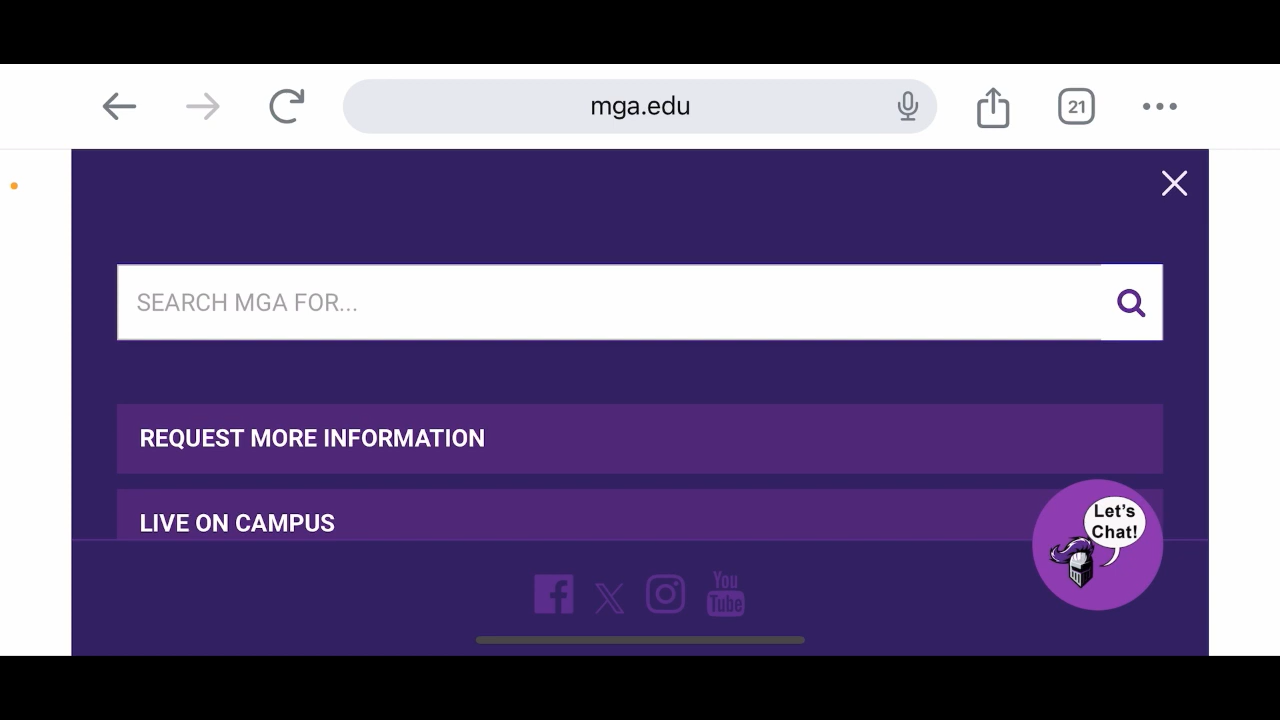 mga.edu
21
SEARCH MGA FOR...
REQUEST MORE INFORMATION
LIVE ON CAMPUS
Let's
Chat!
You
Tube